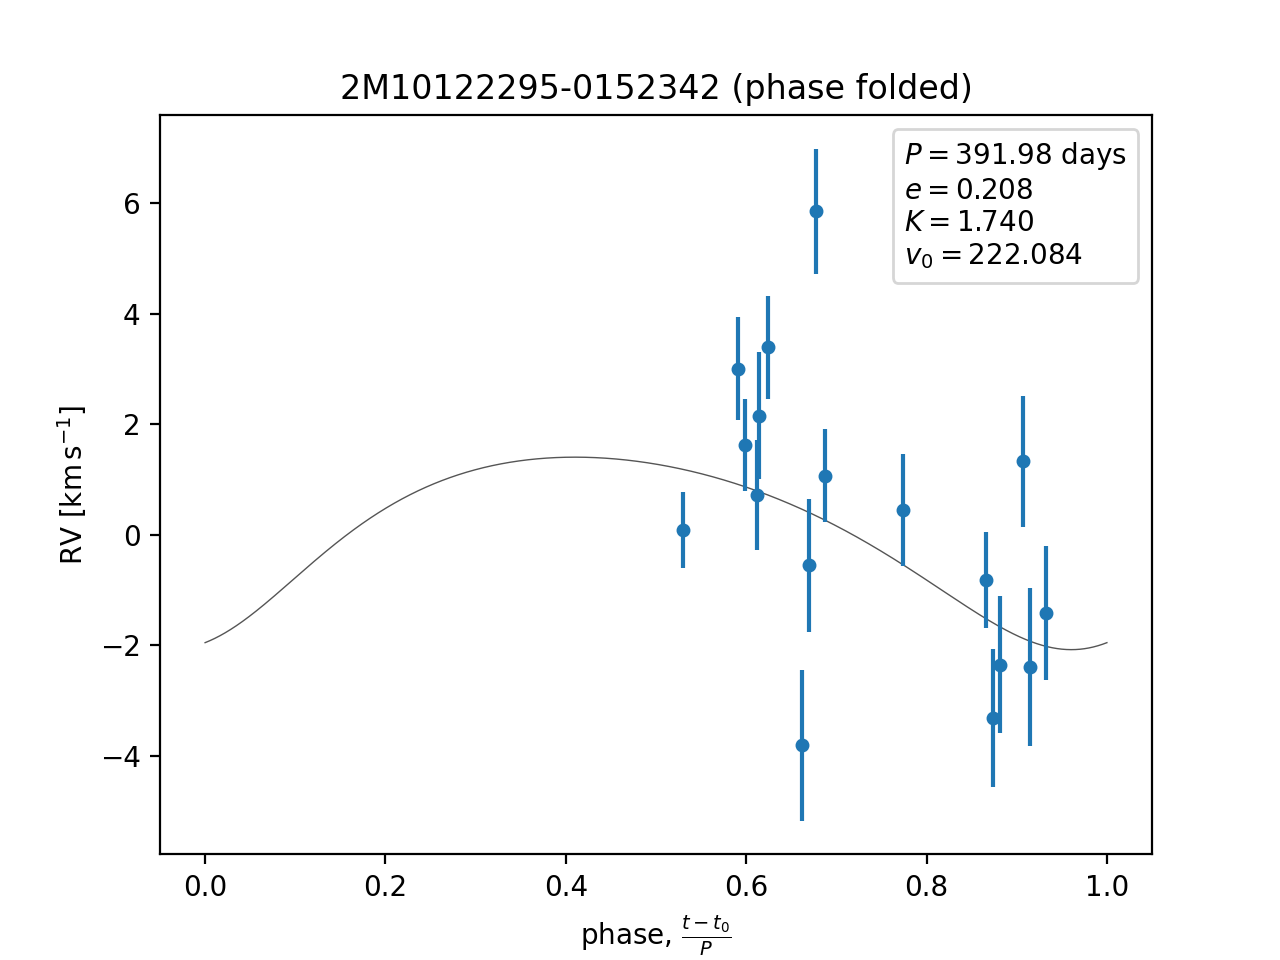 2M10122295-0152342 (phase folded)
P = 391.98 days
e = 0.208
K = 1.740
v₀ = 222.084
RV [km s⁻¹]
6
4
2
0
−2
−4
0.0 0.2 0.4 0.6 0.8 1.0
phase, (t − t₀)/P